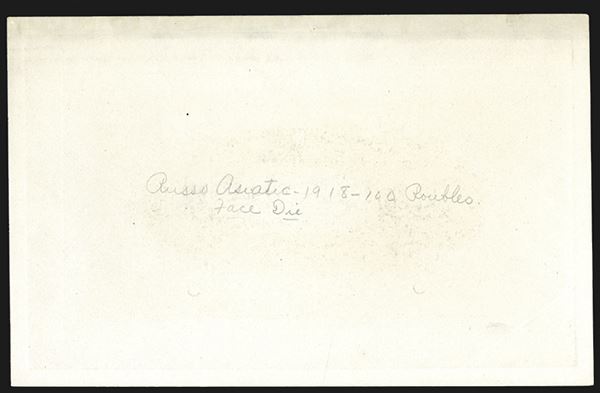 Russo Asiatic - 1918 - 100 Roubles.
Face Die